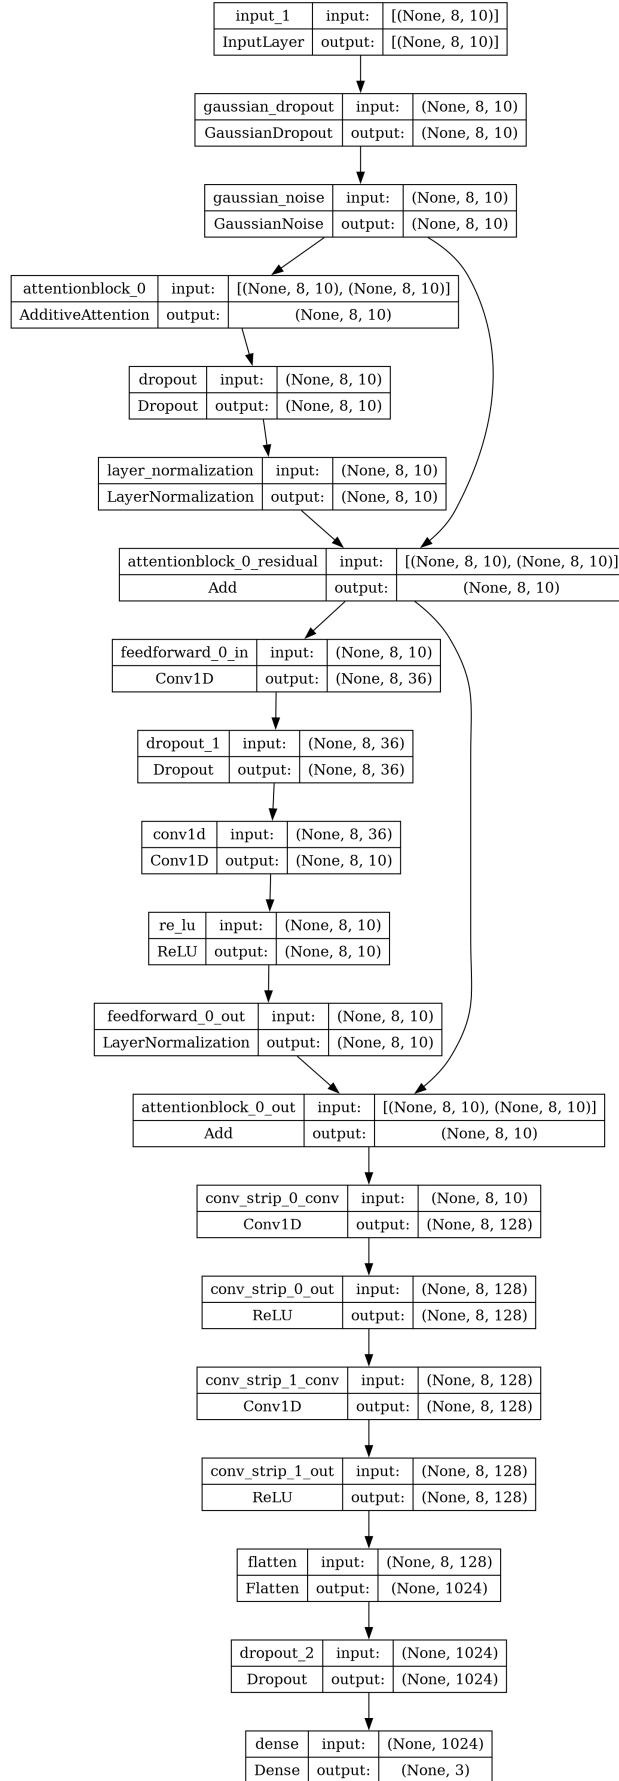 input_1 input: [(None, 8, 10)]
InputLayer output: [(None, 8, 10)]
gaussian_dropout input: (None, 8, 10)
GaussianDropout output: (None, 8, 10)
gaussian_noise input: (None, 8, 10)
GaussianNoise output: (None, 8, 10)
attentionblock_0 input: [(None, 8, 10), (None, 8, 10)]
AdditiveAttention output: (None, 8, 10)
dropout input: (None, 8, 10)
Dropout output: (None, 8, 10)
layer_normalization input: (None, 8, 10)
LayerNormalization output: (None, 8, 10)
attentionblock_0_residual input: [(None, 8, 10), (None, 8, 10)]
Add output: (None, 8, 10)
feedforward_0_in input: (None, 8, 10)
Conv1D output: (None, 8, 36)
dropout_1 input: (None, 8, 36)
Dropout output: (None, 8, 36)
conv1d input: (None, 8, 36)
Conv1D output: (None, 8, 10)
re_lu input: (None, 8, 10)
ReLU output: (None, 8, 10)
feedforward_0_out input: (None, 8, 10)
LayerNormalization output: (None, 8, 10)
attentionblock_0_out input: [(None, 8, 10), (None, 8, 10)]
Add output: (None, 8, 10)
conv_strip_0_conv input: (None, 8, 10)
Conv1D output: (None, 8, 128)
conv_strip_0_out input: (None, 8, 128)
ReLU output: (None, 8, 128)
conv_strip_1_conv input: (None, 8, 128)
Conv1D output: (None, 8, 128)
conv_strip_1_out input: (None, 8, 128)
ReLU output: (None, 8, 128)
flatten input: (None, 8, 128)
Flatten output: (None, 1024)
dropout_2 input: (None, 1024)
Dropout output: (None, 1024)
dense input: (None, 1024)
Dense output: (None, 3)